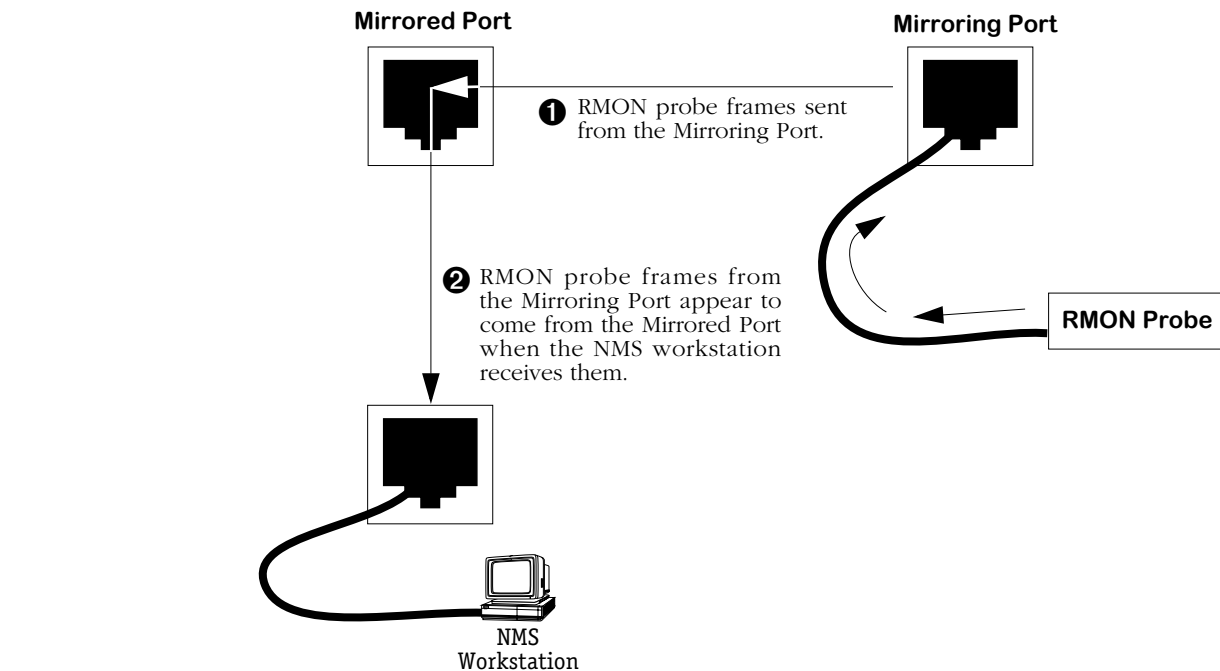 Mirrored Port
Mirroring Port
❶ RMON probe frames sent
from the Mirroring Port.
❷ RMON probe frames from
the Mirroring Port appear to
come from the Mirrored Port
when the NMS workstation
receives them.
RMON Probe
NMS
Workstation